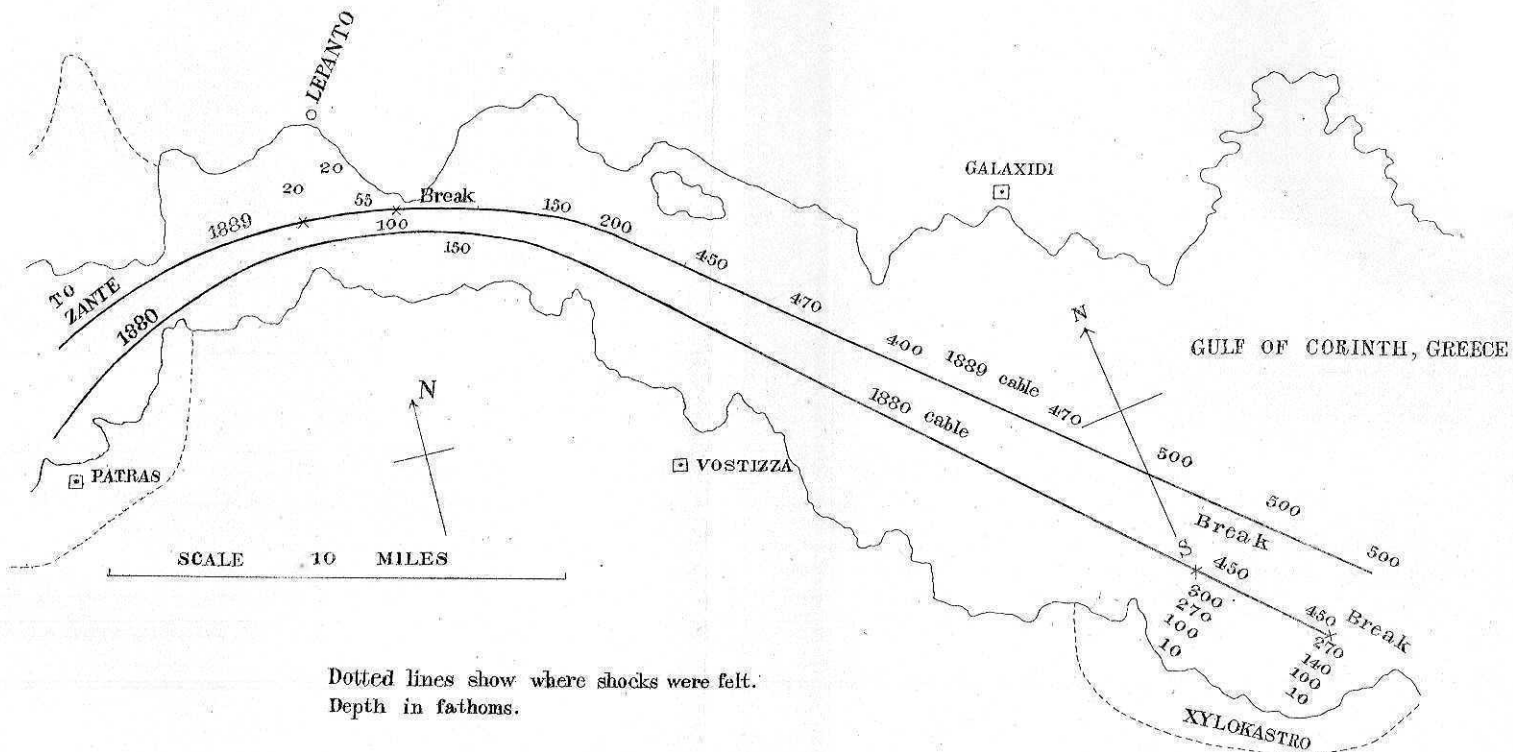 LEPANTO
20
20
55
Break
1889
100
150
150
200
450
470
400
1889 cable
470
500
500
500
TO
ZANTE
1880
1880 cable
GALAXIDI
GULF OF CORINTH, GREECE
N
S
N
PATRAS
VOSTIZZA
SCALE 10 MILES
Break
450
300
270
100
10
450
Break
270
140
100
10
XYLOKASTRO
Dotted lines show where shocks were felt.
Depth in fathoms.